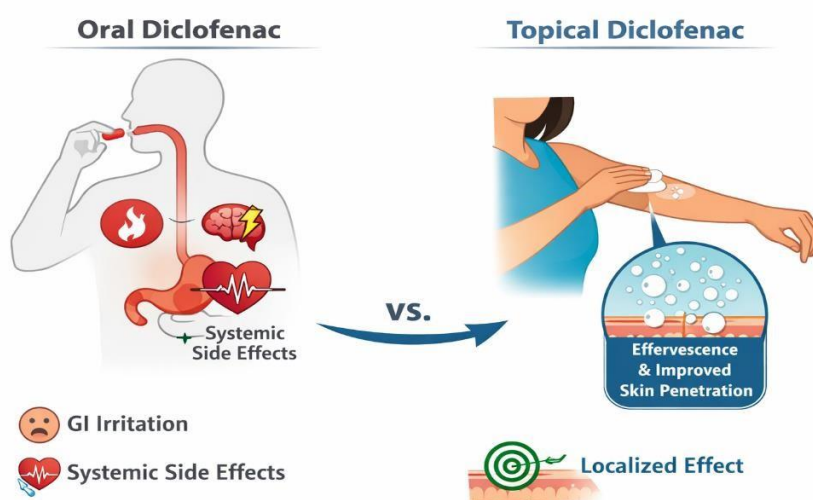 Oral Diclofenac
Topical Diclofenac
vs.
Systemic
Side Effects
Effervescence
& Improved
Skin Penetration
GI Irritation
Systemic Side Effects
Localized Effect